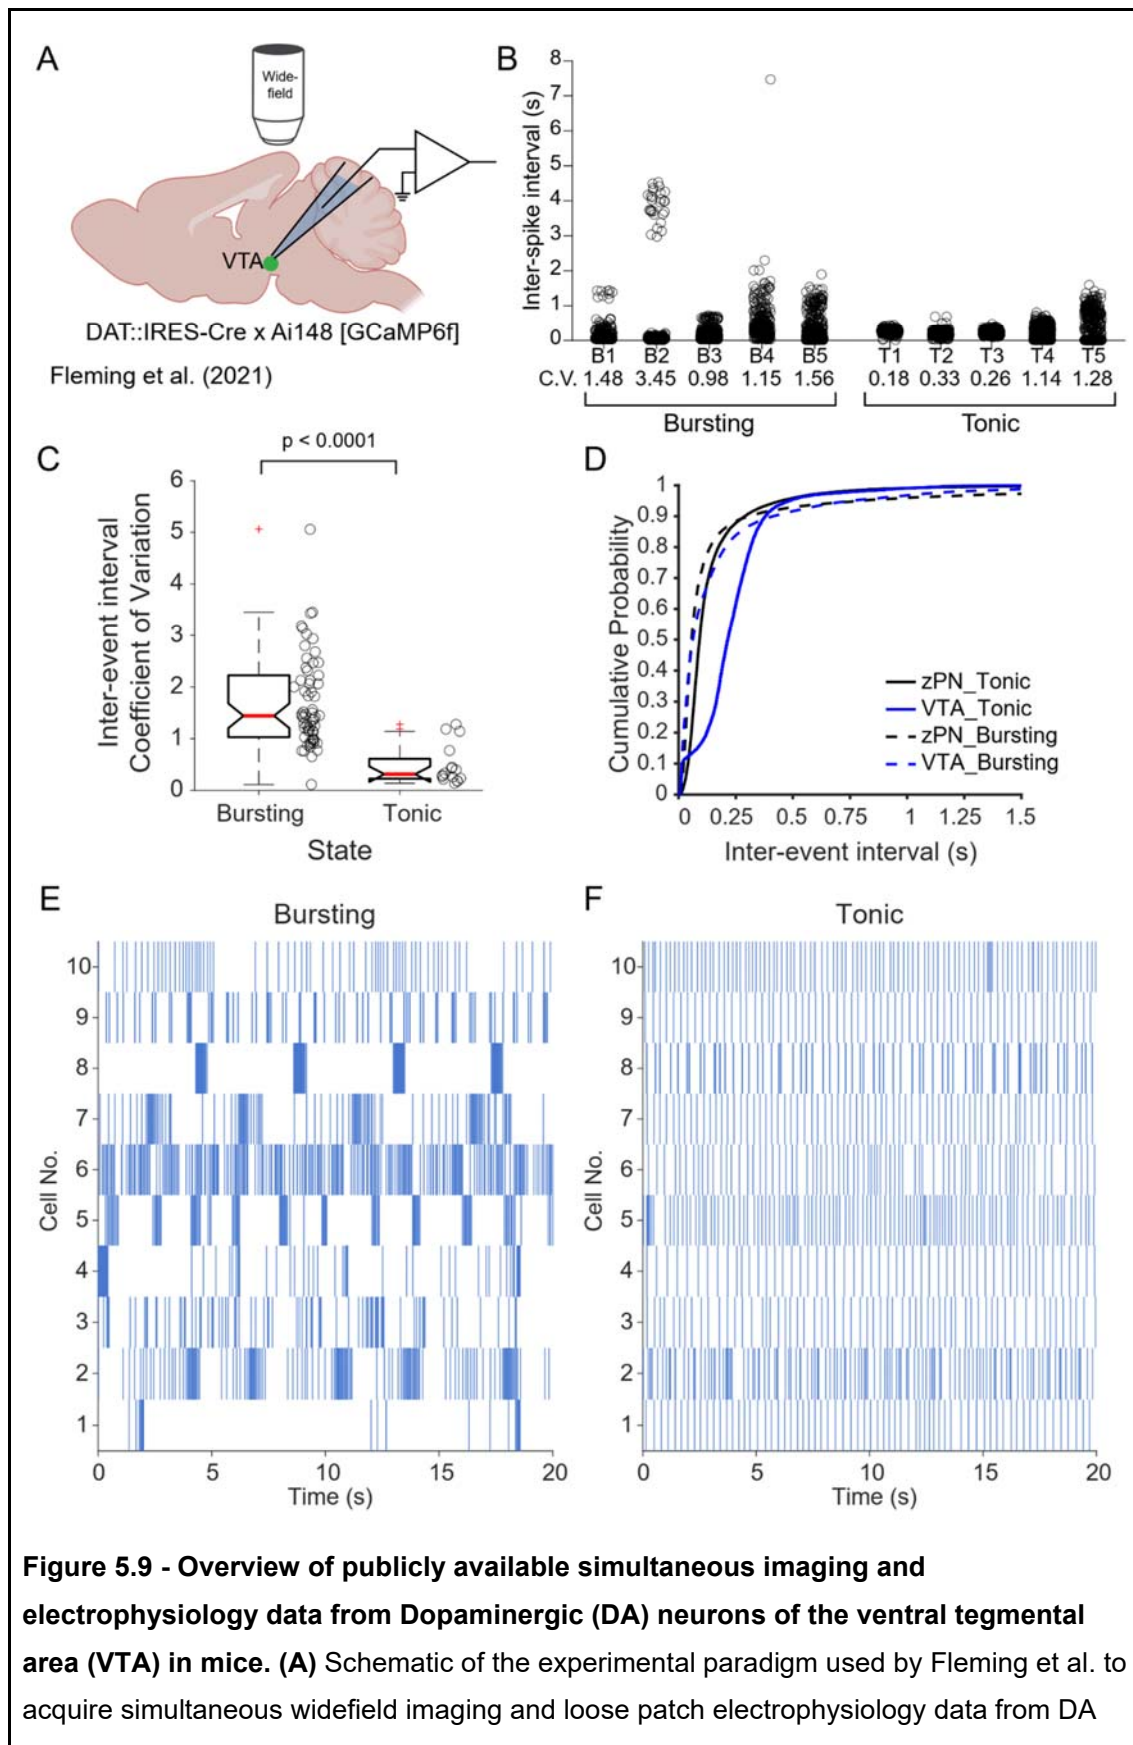 A
Wide-
field
VTA
DAT::IRES-Cre x Ai148 [GCaMP6f]
Fleming et al. (2021)
B
Inter-spike interval (s)
8
7
6
5
4
3
2
1
0
B1 B2 B3 B4 B5 T1 T2 T3 T4 T5
C.V. 1.48 3.45 0.98 1.15 1.56 0.18 0.33 0.26 1.14 1.28
Bursting Tonic
C
p < 0.0001
Inter-event interval
Coefficient of Variation
6
5
4
3
2
1
0
Bursting Tonic
State
D
Cumulative Probability
1
0.9
0.8
0.7
0.6
0.5
0.4
0.3
0.2
0.1
0
zPN_Tonic
VTA_Tonic
zPN_Bursting
VTA_Bursting
0 0.25 0.5 0.75 1 1.25 1.5
Inter-event interval (s)
E
Bursting
Cell No.
10
9
8
7
6
5
4
3
2
1
0 5 10 15 20
Time (s)
F
Tonic
Cell No.
10
9
8
7
6
5
4
3
2
1
0 5 10 15 20
Time (s)
Figure 5.9 - Overview of publicly available simultaneous imaging and
electrophysiology data from Dopaminergic (DA) neurons of the ventral tegmental
area (VTA) in mice. (A) Schematic of the experimental paradigm used by Fleming et al. to
acquire simultaneous widefield imaging and loose patch electrophysiology data from DA